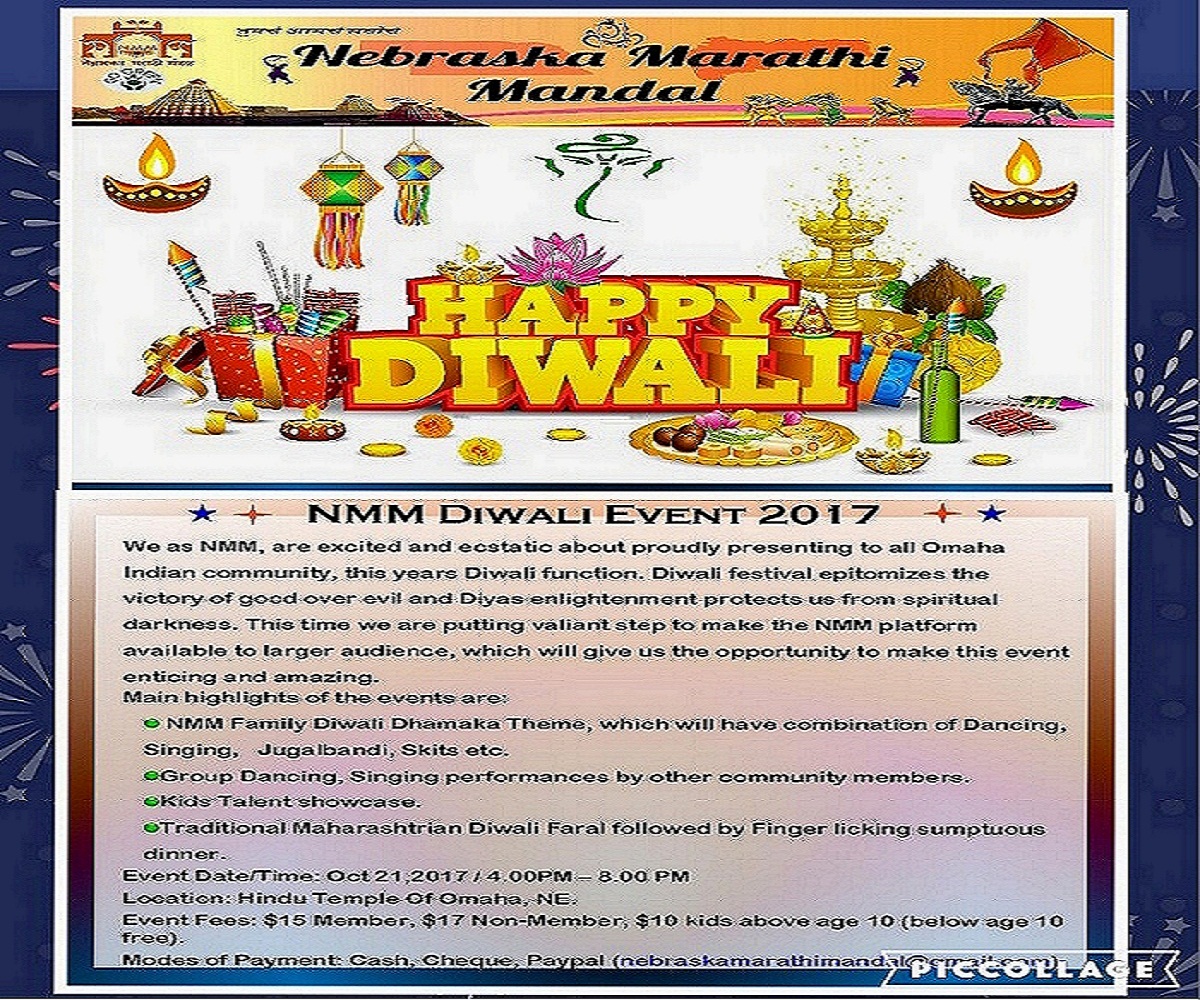 तुमचं आमचं सर्वांचं
Nebraska Marathi
Mandal
NMM
HAPPY
DIWALI
NMM DIWALI EVENT 2017
We as NMM, are excited and ecstatic about proudly presenting to all Omaha
Indian community, this years Diwali function. Diwali festival epitomizes the
victory of good over evil and Diyas enlightenment protects us from spiritual
darkness. This time we are putting valiant step to make the NMM platform
available to larger audience, which will give us the opportunity to make this event
enticing and amazing.
Main highlights of the events are:
NMM Family Diwali Dhamaka Theme, which will have combination of Dancing,
Singing, Jugalbandi, Skits etc.
Group Dancing, Singing performances by other community members.
Kids Talent showcase.
Traditional Maharashtrian Diwali Faral followed by Finger licking sumptuous
dinner.
Event Date/Time: Oct 21,2017 / 4.00PM – 8.00 PM
Location: Hindu Temple Of Omaha, NE.
Event Fees: $15 Member, $17 Non-Member, $10 kids above age 10 (below age 10
free).
Modes of Payment: Cash, Cheque, Paypal (nebraskamarathimandal@gmail.com)
PICCOLLAGE